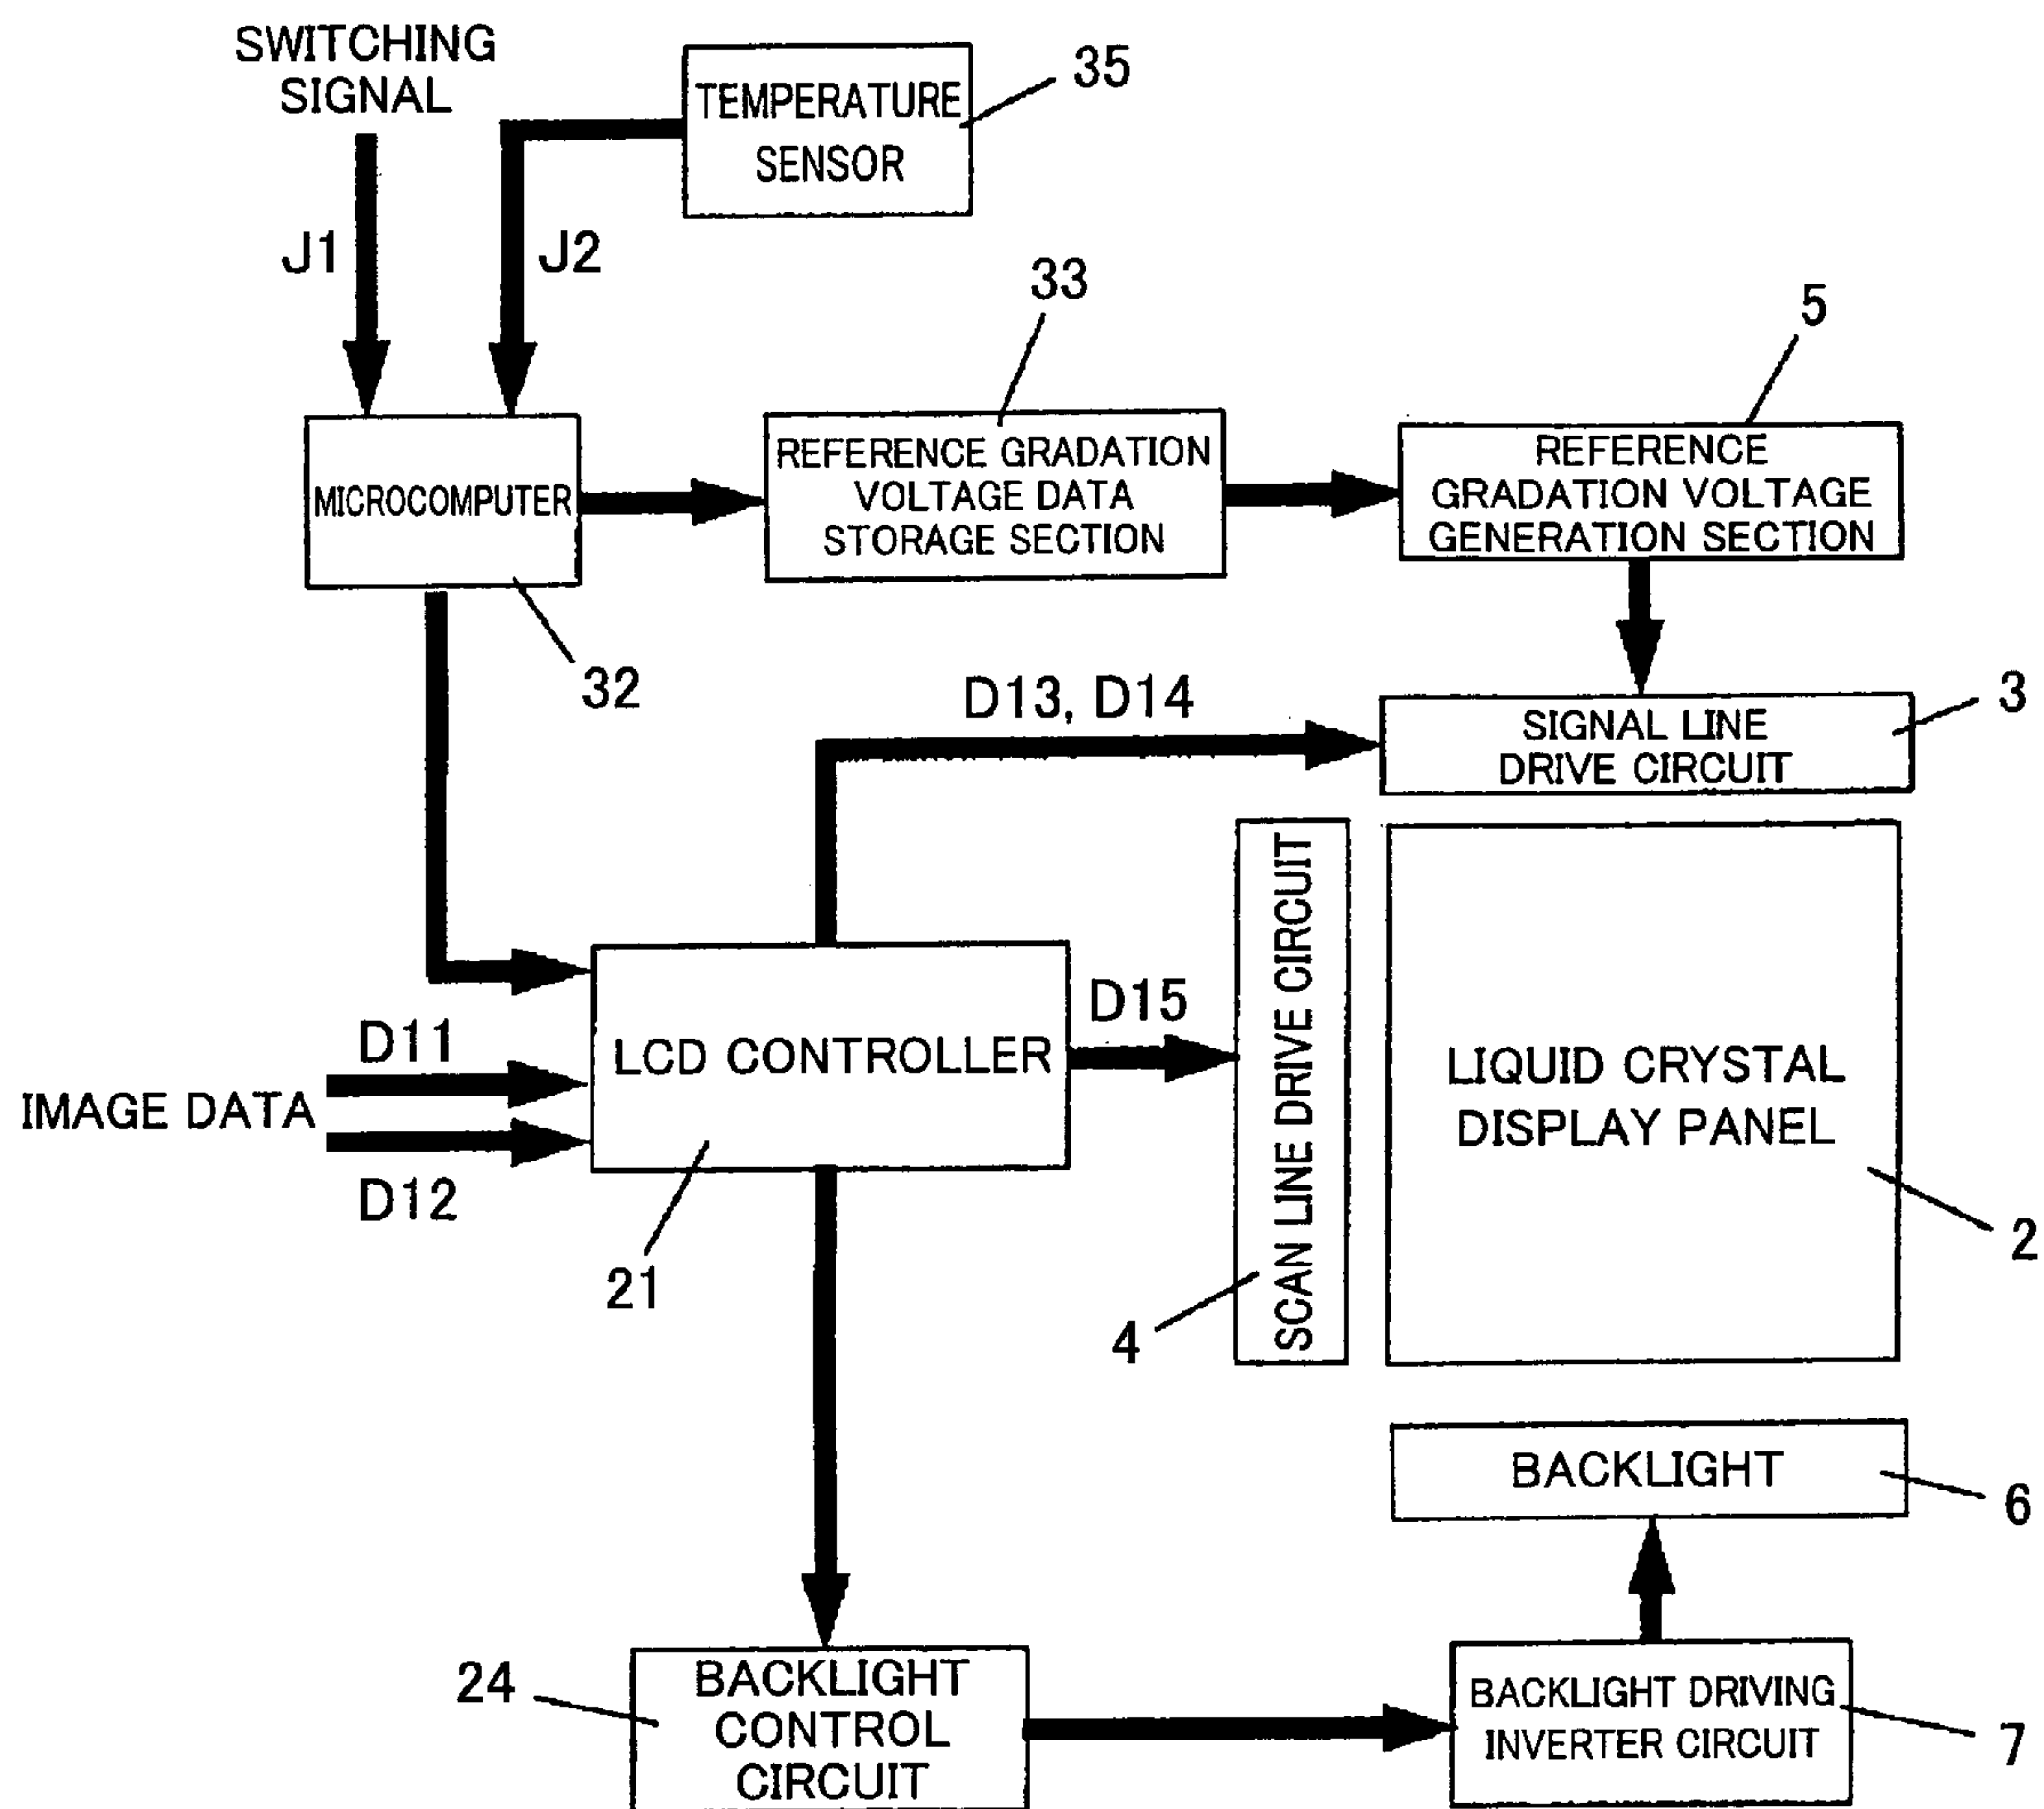 SWITCHING
SIGNAL
TEMPERATURE
SENSOR
35
J1
J2
33
5
MICROCOMPUTER
REFERENCE GRADATION
VOLTAGE DATA
STORAGE SECTION
REFERENCE
GRADATION VOLTAGE
GENERATION SECTION
32
D13, D14
SIGNAL LINE
DRIVE CIRCUIT
3
SCAN LINE DRIVE CIRCUIT
D15
D11
LCD CONTROLLER
LIQUID CRYSTAL
DISPLAY PANEL
IMAGE DATA
D12
21
4
2
BACKLIGHT
6
24
BACKLIGHT
CONTROL
CIRCUIT
BACKLIGHT DRIVING
INVERTER CIRCUIT
7